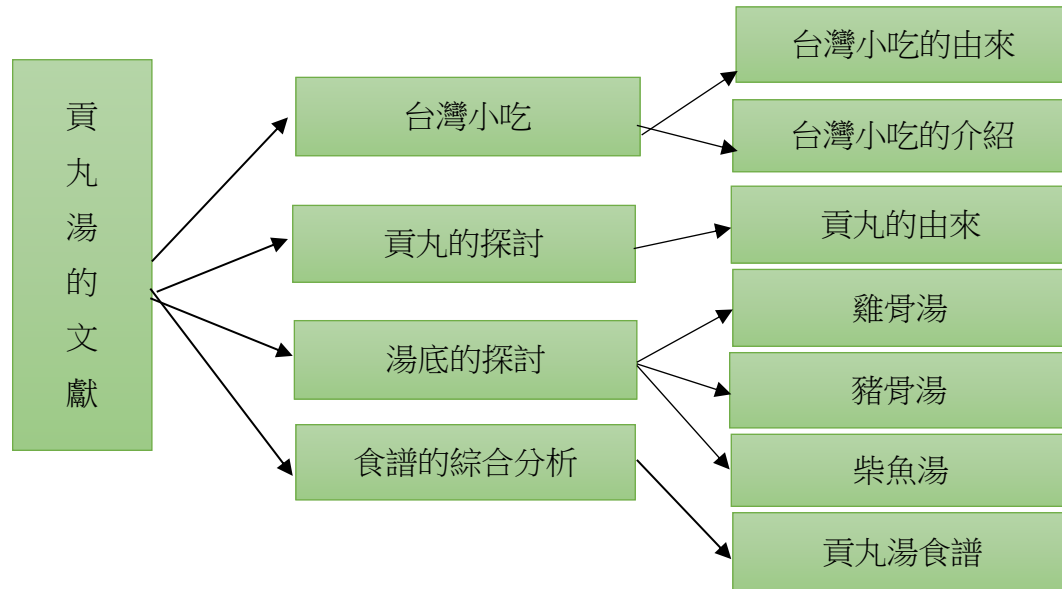 貢丸湯的文獻
台灣小吃
台灣小吃的由來
台灣小吃的介紹
貢丸的探討
貢丸的由來
湯底的探討
雞骨湯
豬骨湯
柴魚湯
食譜的綜合分析
貢丸湯食譜